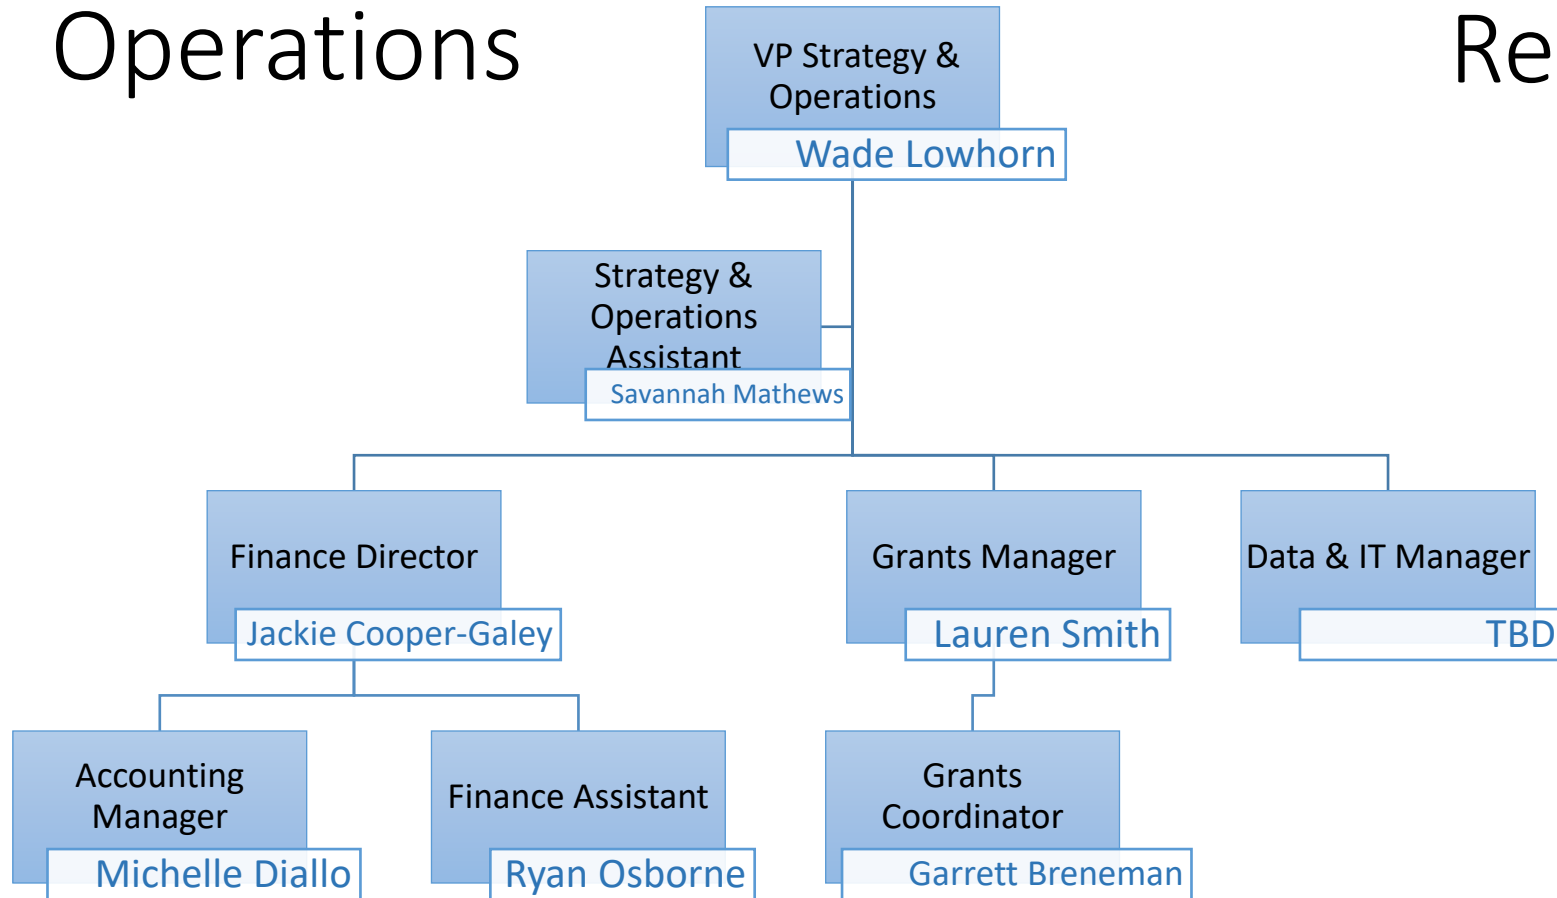 Operations
Re
VP Strategy &
Operations
Wade Lowhorn
Strategy &
Operations
Assistant
Savannah Mathews
Finance Director
Jackie Cooper-Galey
Grants Manager
Lauren Smith
Data & IT Manager
TBD
Accounting
Manager
Michelle Diallo
Finance Assistant
Ryan Osborne
Grants
Coordinator
Garrett Breneman